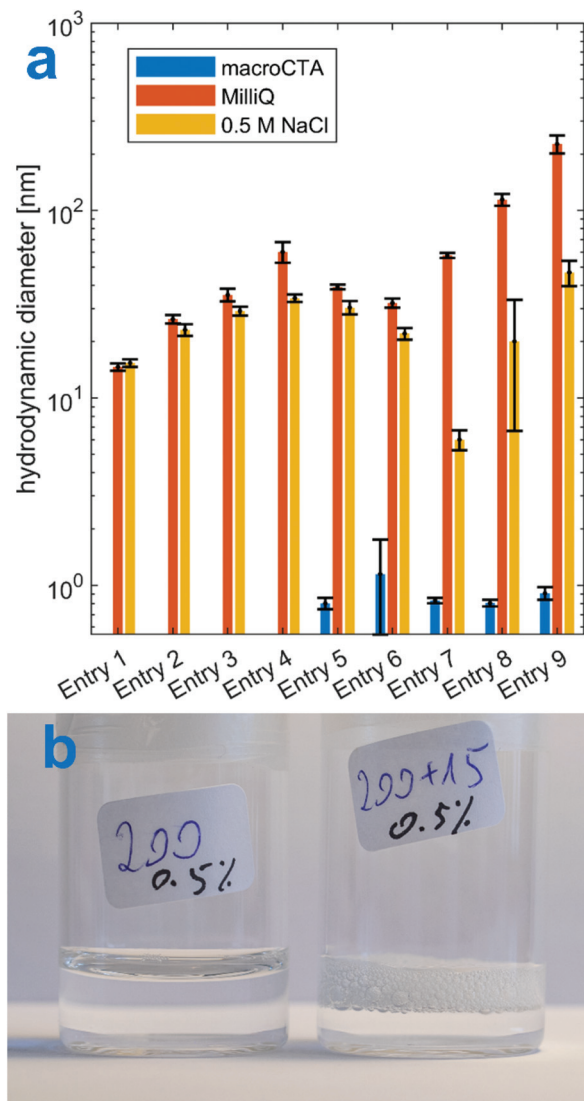 a
10³
macroCTA
MilliQ
0.5 M NaCl
10²
hydrodynamic diameter [nm]
10¹
10⁰
Entry 1
Entry 2
Entry 3
Entry 4
Entry 5
Entry 6
Entry 7
Entry 8
Entry 9
b
200
0.5%
200+15
0.5%